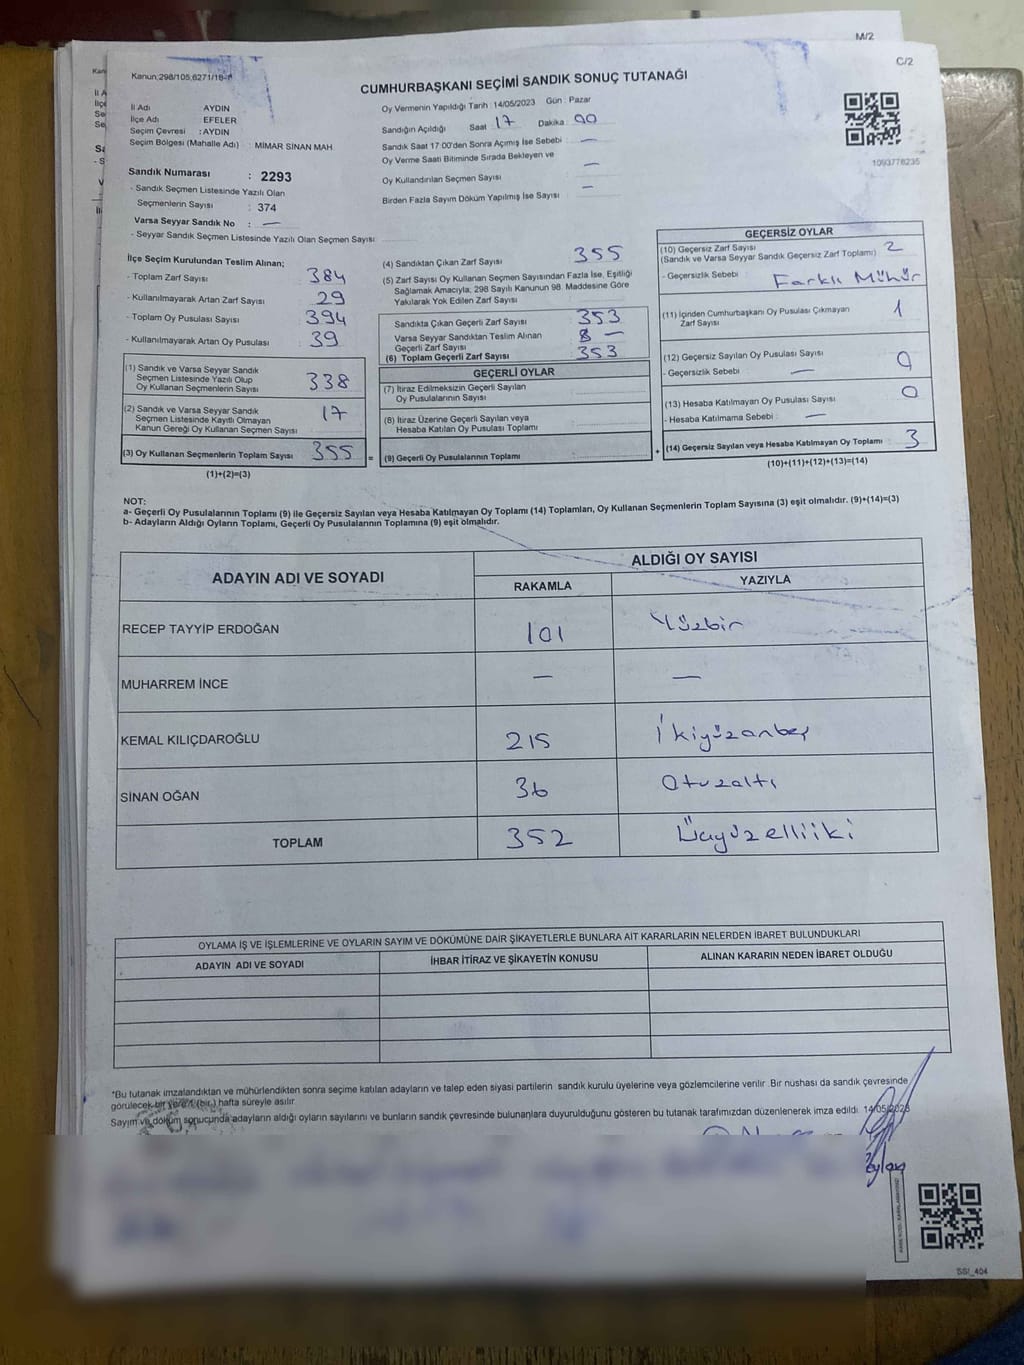 M/2
C/2
Kanun:298/105,6271/18-f
CUMHURBAŞKANI SEÇİMİ SANDIK SONUÇ TUTANAĞI
İl Adı AYDIN
İlçe Adı EFELER
Seçim Çevresi : AYDIN
Seçim Bölgesi (Mahalle Adı) : MİMAR SİNAN MAH
Oy Vermenin Yapıldığı Tarih : 14/05/2023 Gün : Pazar
Sandığın Açıldığı Saat 17 Dakika : 00
Sandık Saat 17:00'den Sonra Açımış İse Sebebi : —
Oy Verme Saati Bitiminde Sırada Bekleyen ve
Oy Kullandırılan Seçmen Sayısı —
Birden Fazla Sayım Döküm Yapılmış İse Sayısı —
1093778235
Sandık Numarası : 2293
- Sandık Seçmen Listesinde Yazılı Olan
Seçmenlerin Sayısı : 374
Varsa Seyyar Sandık No : —
- Seyyar Sandık Seçmen Listesinde Yazılı Olan Seçmen Sayısı
İlçe Seçim Kurulundan Teslim Alınan;
- Toplam Zarf Sayısı : 384
- Kullanılmayarak Artan Zarf Sayısı : 29
- Toplam Oy Pusulası Sayısı : 394
- Kullanılmayarak Artan Oy Pusulası : 39
(1) Sandık ve Varsa Seyyar Sandık
Seçmen Listesinde Yazılı Olup
Oy Kullanan Seçmenlerin Sayısı 338
(2) Sandık ve Varsa Seyyar Sandık
Seçmen Listesinde Kayıtlı Olmayan
Kanun Gereği Oy Kullanan Seçmen Sayısı 17
(3) Oy Kullanan Seçmenlerin Toplam Sayısı 355
(1)+(2)=(3)
(4) Sandıktan Çıkan Zarf Sayısı 355
(5) Zarf Sayısı Oy Kullanan Seçmen Sayısından Fazla İse, Eşitliği
Sağlamak Amacıyla; 298 Sayılı Kanunun 98. Maddesine Göre
Yakılarak Yok Edilen Zarf Sayısı
Sandıkta Çıkan Geçerli Zarf Sayısı 353
Varsa Seyyar Sandıktan Teslim Alınan
Geçerli Zarf Sayısı —
(6) Toplam Geçerli Zarf Sayısı 353
=
GEÇERLİ OYLAR
(7) İtiraz Edilmeksizin Geçerli Sayılan
Oy Pusulalarının Sayısı
(8) İtiraz Üzerine Geçerli Sayılan veya
Hesaba Katılan Oy Pusulası Toplamı
(9) Geçerli Oy Pusulalarının Toplamı
+
GEÇERSİZ OYLAR
(10) Geçersiz Zarf Sayısı 2
(Sandık ve Varsa Seyyar Sandık Geçersiz Zarf Toplamı)
- Geçersizlik Sebebi : Farklı Mühür
(11) İçinden Cumhurbaşkanı Oy Pusulası Çıkmayan
Zarf Sayısı 1
(12) Geçersiz Sayılan Oy Pusulası Sayısı 0
- Geçersizlik Sebebi : —
(13) Hesaba Katılmayan Oy Pusulası Sayısı 0
- Hesaba Katılmama Sebebi : —
(14) Geçersiz Sayılan veya Hesaba Katılmayan Oy Toplamı 3
(10)+(11)+(12)+(13)=(14)
NOT:
a- Geçerli Oy Pusulalarının Toplamı (9) ile Geçersiz Sayılan veya Hesaba Katılmayan Oy Toplamı (14) Toplamları, Oy Kullanan Seçmenlerin Toplam Sayısına (3) eşit olmalıdır. (9)+(14)=(3)
b- Adayların Aldığı Oyların Toplamı, Geçerli Oy Pusulalarının Toplamına (9) eşit olmalıdır.
ADAYIN ADI VE SOYADI
ALDIĞI OY SAYISI
RAKAMLA YAZIYLA
RECEP TAYYİP ERDOĞAN 101 Yüzbir
MUHARREM İNCE — —
KEMAL KILIÇDAROĞLU 215 İkiyüzonbeş
SİNAN OĞAN 36 Otuzaltı
TOPLAM 352 Üçyüzelliiki
OYLAMA İŞ VE İŞLEMLERİNE VE OYLARIN SAYIM VE DÖKÜMÜNE DAİR ŞİKAYETLERLE BUNLARA AİT KARARLARIN NELERDEN İBARET BULUNDUKLARI
ADAYIN ADI VE SOYADI İHBAR İTİRAZ VE ŞİKAYETİN KONUSU ALINAN KARARIN NEDEN İBARET OLDUĞU
*Bu tutanak imzalandıktan ve mühürlendikten sonra seçime katılan adayların ve talep eden siyasi partilerin sandık kurulu üyelerine veya gözlemcilerine verilir. Bir nüshası da sandık çevresinde
görülecek bir yere 1 (bir) hafta süreyle asılır.
Sayım ve döküm sonucunda adayların aldığı oyların sayılarını ve bunların sandık çevresinde bulunanlara duyurulduğunu gösteren bu tutanak tarafımızdan düzenlenerek imza edildi. 14/05/2023
SSİ_404